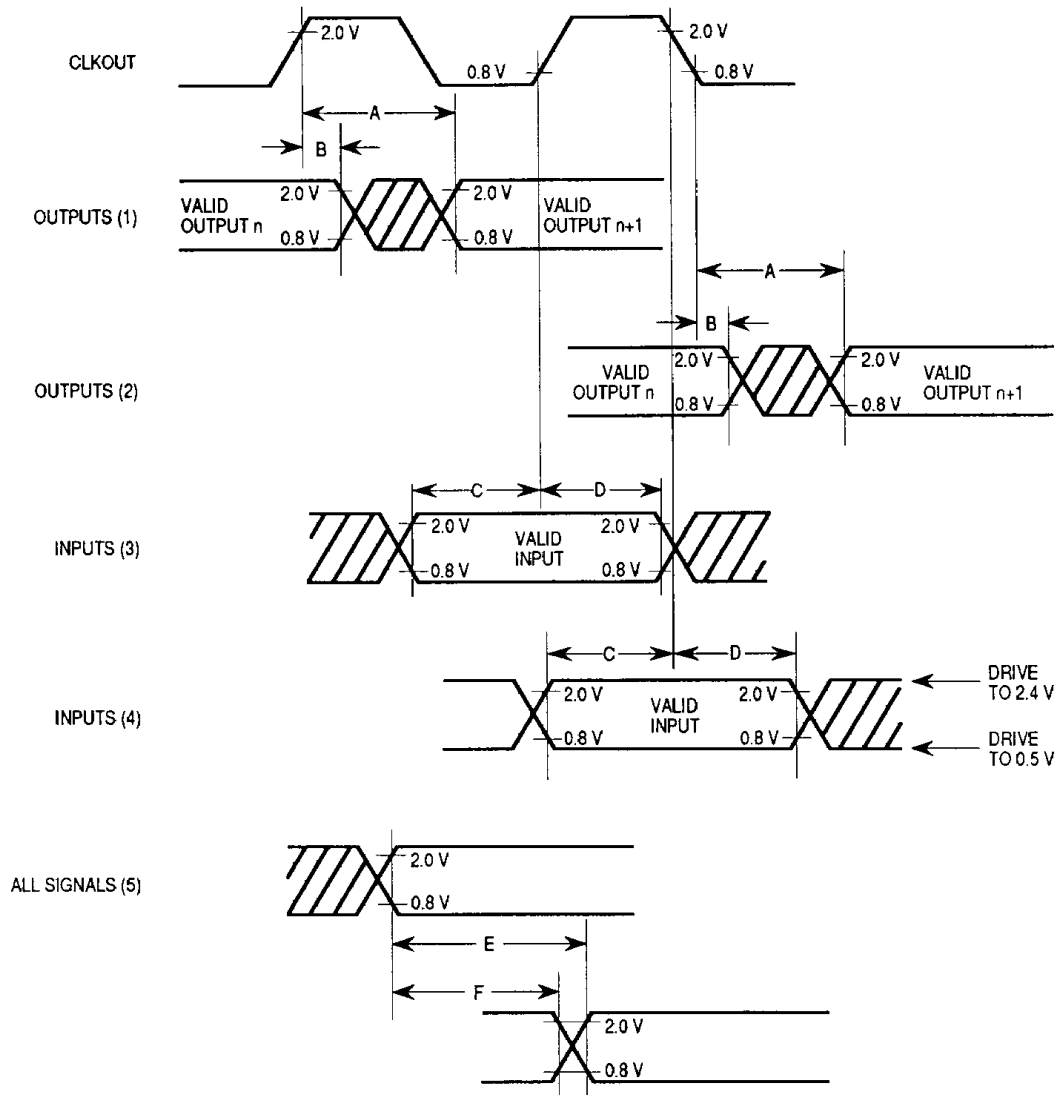 CLKOUT
2.0 V
0.8 V
2.0 V
0.8 V
A
B
OUTPUTS (1)
VALID
OUTPUT n
2.0 V
0.8 V
2.0 V
0.8 V
VALID
OUTPUT n+1
A
B
OUTPUTS (2)
VALID
OUTPUT n
2.0 V
0.8 V
2.0 V
0.8 V
VALID
OUTPUT n+1
C
D
INPUTS (3)
2.0 V
0.8 V
VALID
INPUT
2.0 V
0.8 V
C
D
INPUTS (4)
2.0 V
0.8 V
VALID
INPUT
2.0 V
0.8 V
DRIVE
TO 2.4 V
DRIVE
TO 0.5 V
ALL SIGNALS (5)
2.0 V
0.8 V
E
F
2.0 V
0.8 V